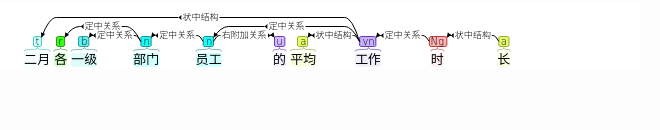 状中结构
定中关系 定中关系
定中关系 定中关系 右附加关系 状中结构 定中关系 状中结构
t r b n n u a vn Ng a
二月 各 一级 部门 员工 的 平均 工作 时 长